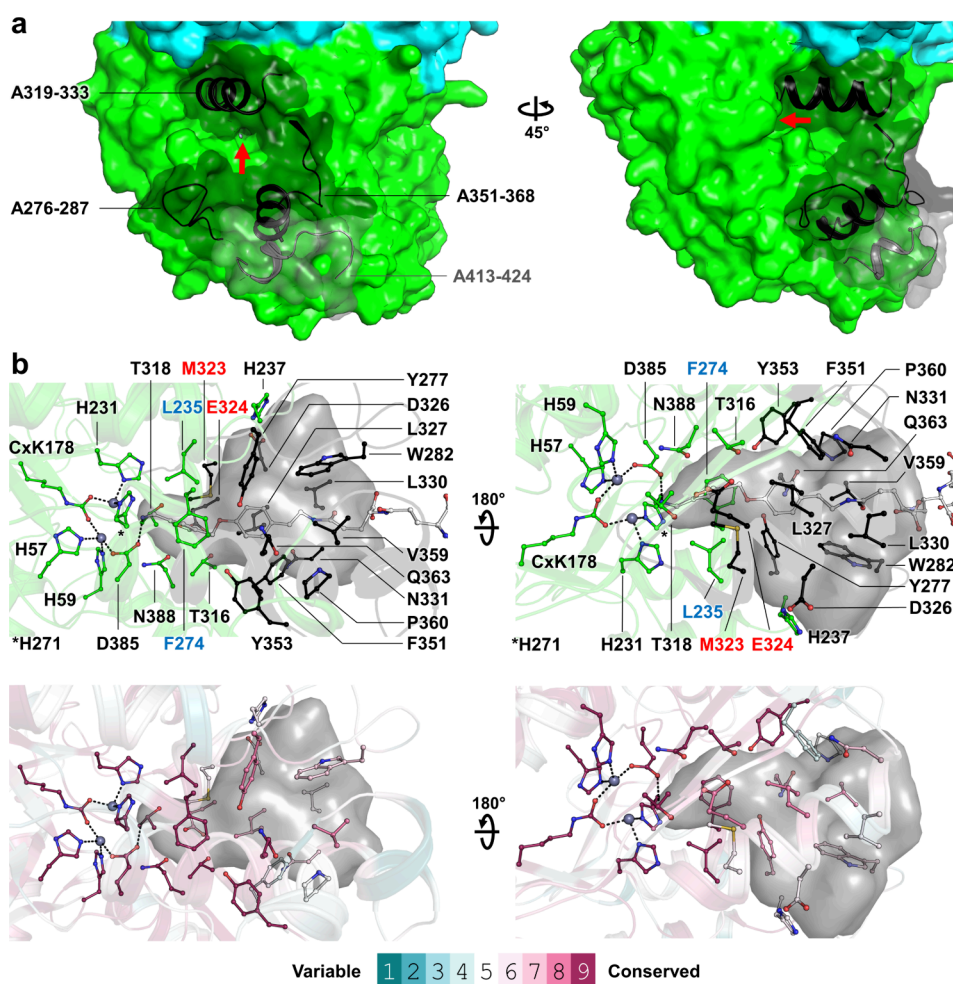 a
A319-333
A276-287
A351-368
A413-424
45°
b
T318 M323 H237
H231 L235 E324
CxK178
H57
H59
*
*H271 D385 N388 F274 T316 Y353
Y277
D326
L327
W282
L330
V359
Q363
N331
P360
F351
180°
D385 F274 Y353 F351 P360
H59 N388 T316 N331
H57 Q363
V359
L327
*
CxK178
L330
W282
Y277
L235 D326
*H271 H231 T318 M323 E324 H237
180°
Variable 1 2 3 4 5 6 7 8 9 Conserved